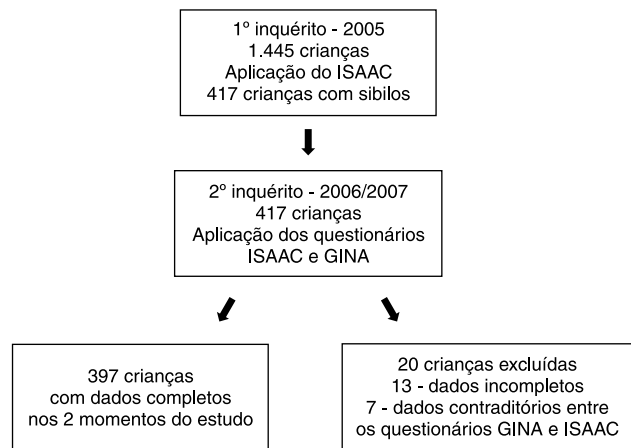 1º inquérito - 2005
1.445 crianças
Aplicação do ISAAC
417 crianças com sibilos
2º inquérito - 2006/2007
417 crianças
Aplicação dos questionários
ISAAC e GINA
397 crianças
com dados completos
nos 2 momentos do estudo
20 crianças excluídas
13 - dados incompletos
7 - dados contraditórios entre
os questionários GINA e ISAAC